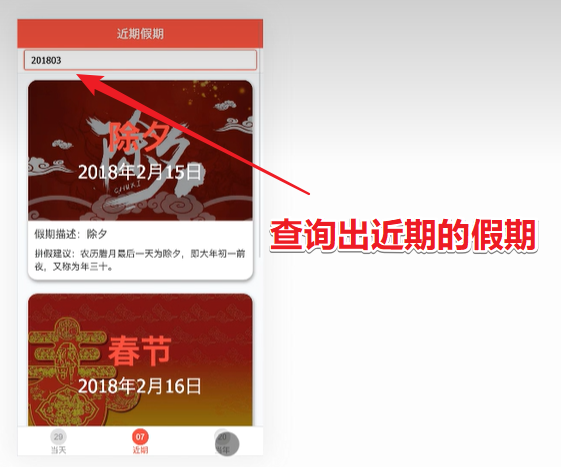 近期假期
201803
除夕
2018年2月15日
查询出近期的假期
假期描述：除夕
拼假建议：农历腊月最后一天为除夕，即大年初一前
夜，又称为年三十。
春节
2018年2月16日
29
07
当天
近期